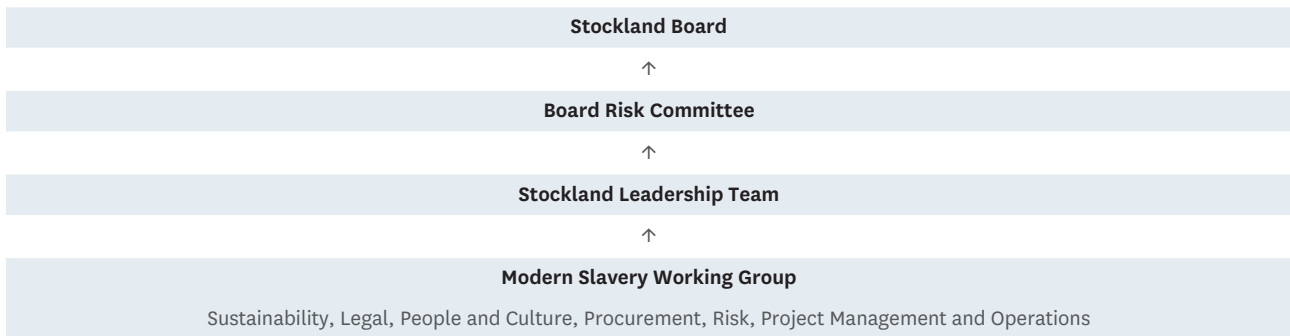 Stockland Board
↑
Board Risk Committee
↑
Stockland Leadership Team
↑
Modern Slavery Working Group
Sustainability, Legal, People and Culture, Procurement, Risk, Project Management and Operations